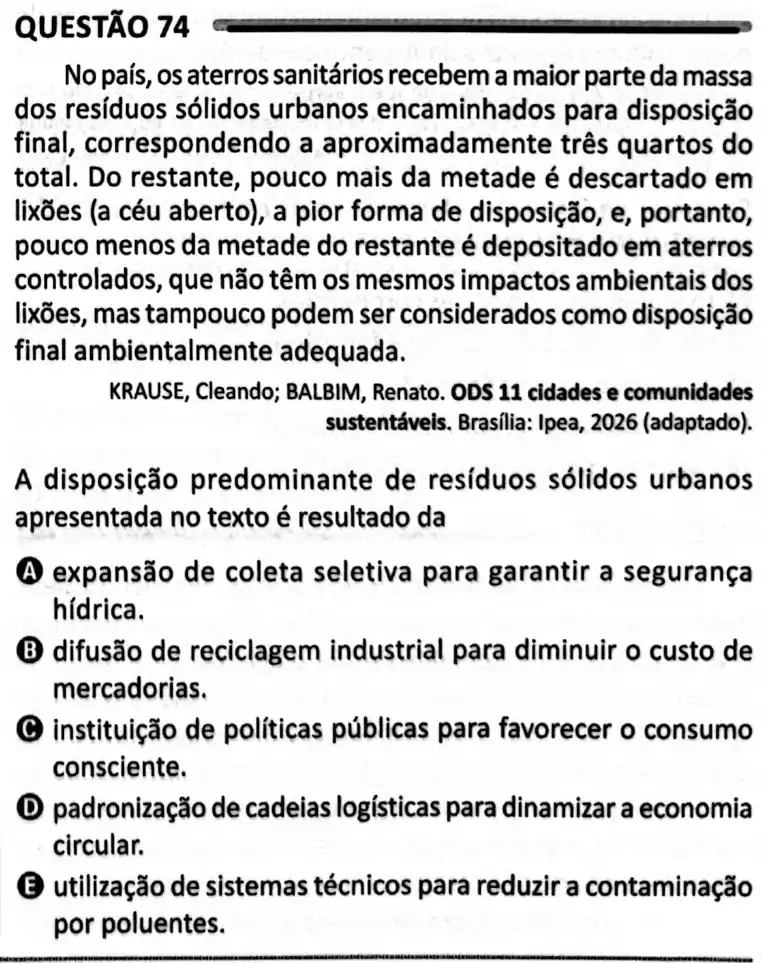 QUESTÃO 74
No país, os aterros sanitários recebem a maior parte da massa
dos resíduos sólidos urbanos encaminhados para disposição
final, correspondendo a aproximadamente três quartos do
total. Do restante, pouco mais da metade é descartado em
lixões (a céu aberto), a pior forma de disposição, e, portanto,
pouco menos da metade do restante é depositado em aterros
controlados, que não têm os mesmos impactos ambientais dos
lixões, mas tampouco podem ser considerados como disposição
final ambientalmente adequada.
KRAUSE, Cleando; BALBIM, Renato. ODS 11 cidades e comunidades
sustentáveis. Brasília: Ipea, 2026 (adaptado).
A disposição predominante de resíduos sólidos urbanos
apresentada no texto é resultado da
A expansão de coleta seletiva para garantir a segurança
hídrica.
B difusão de reciclagem industrial para diminuir o custo de
mercadorias.
C instituição de políticas públicas para favorecer o consumo
consciente.
D padronização de cadeias logísticas para dinamizar a economia
circular.
E utilização de sistemas técnicos para reduzir a contaminação
por poluentes.